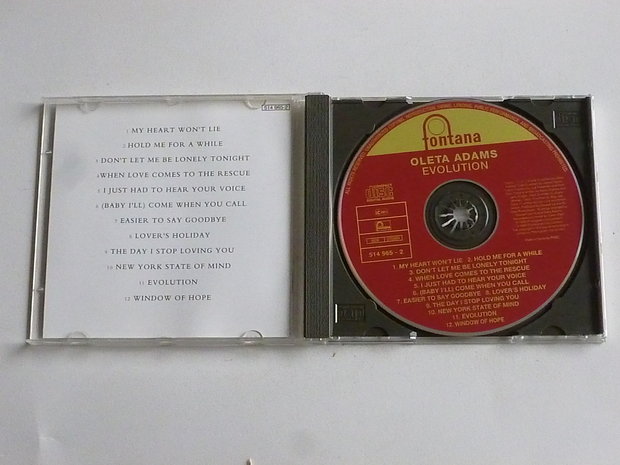 514 965-2
1 MY HEART WON'T LIE
2 HOLD ME FOR A WHILE
3 DON'T LET ME BE LONELY TONIGHT
4 WHEN LOVE COMES TO THE RESCUE
5 I JUST HAD TO HEAR YOUR VOICE
6 (BABY I'LL) COME WHEN YOU CALL
7 EASIER TO SAY GOODBYE
8 LOVER'S HOLIDAY
9 THE DAY I STOP LOVING YOU
10 NEW YORK STATE OF MIND
11 EVOLUTION
12 WINDOW OF HOPE
fontana
OLETA ADAMS
EVOLUTION
COMPACT
disc
DIGITAL AUDIO
fontana
514 965 - 2
1. MY HEART WON'T LIE 2. HOLD ME FOR A WHILE
3. DON'T LET ME BE LONELY TONIGHT
4. WHEN LOVE COMES TO THE RESCUE
5. I JUST HAD TO HEAR YOUR VOICE
6. (BABY I'LL) COME WHEN YOU CALL
7. EASIER TO SAY GOODBYE 8. LOVER'S HOLIDAY
9. THE DAY I STOP LOVING YOU
10. NEW YORK STATE OF MIND
11. EVOLUTION
12. WINDOW OF HOPE